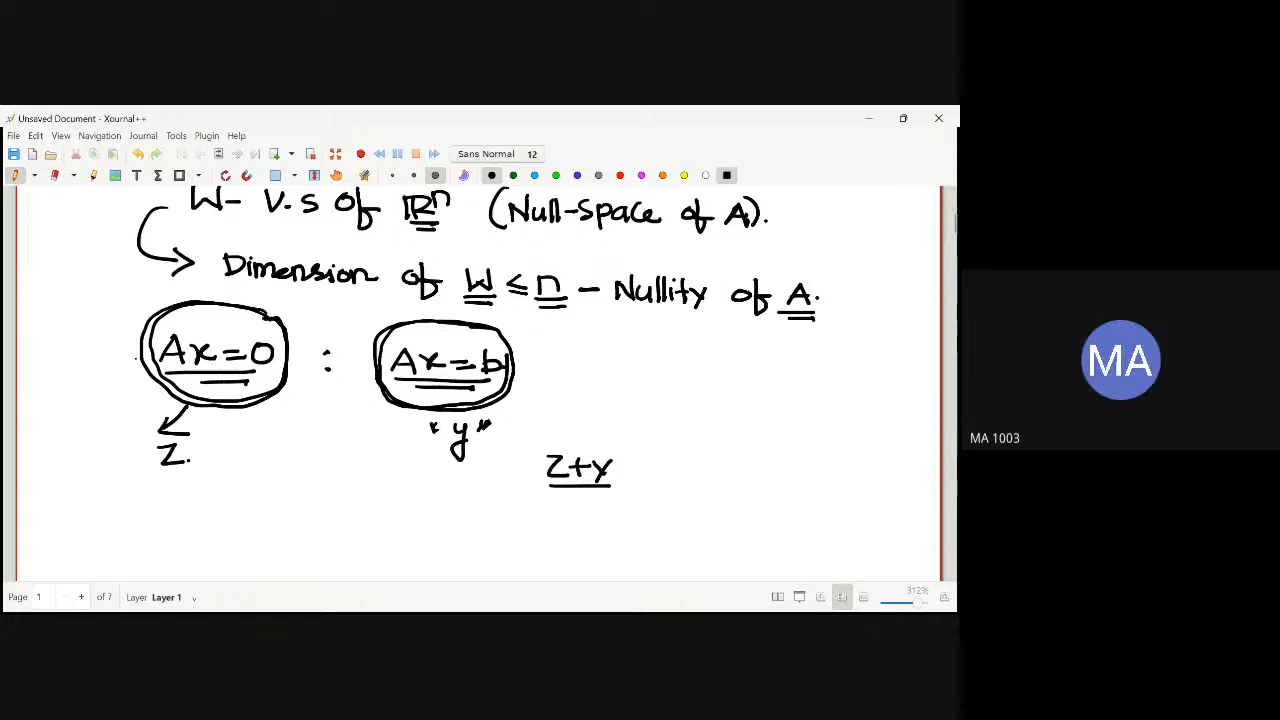 Unsaved Document - Xournal++
File Edit View Navigation Journal Tools Plugin Help
Sans Normal 12
W- V.S of ℝⁿ (Null-Space of A).
Dimension of W ≤ n - Nullity of A.
Ax=0 : Ax=b
Z. "y"
Z+y
MA
MA 1003
Page 1 of 7 Layer Layer 1 312%